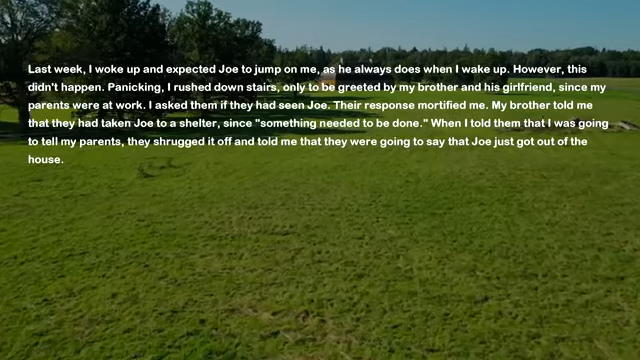 Last week, I woke up and expected Joe to jump on me, as he always does when I wake up. However, this
didn't happen. Panicking, I rushed down stairs, only to be greeted by my brother and his girlfriend, since my
parents were at work. I asked them if they had seen Joe. Their response mortified me. My brother told me
that they had taken Joe to a shelter, since "something needed to be done." When I told them that I was going
to tell my parents, they shrugged it off and told me that they were going to say that Joe just got out of the
house.